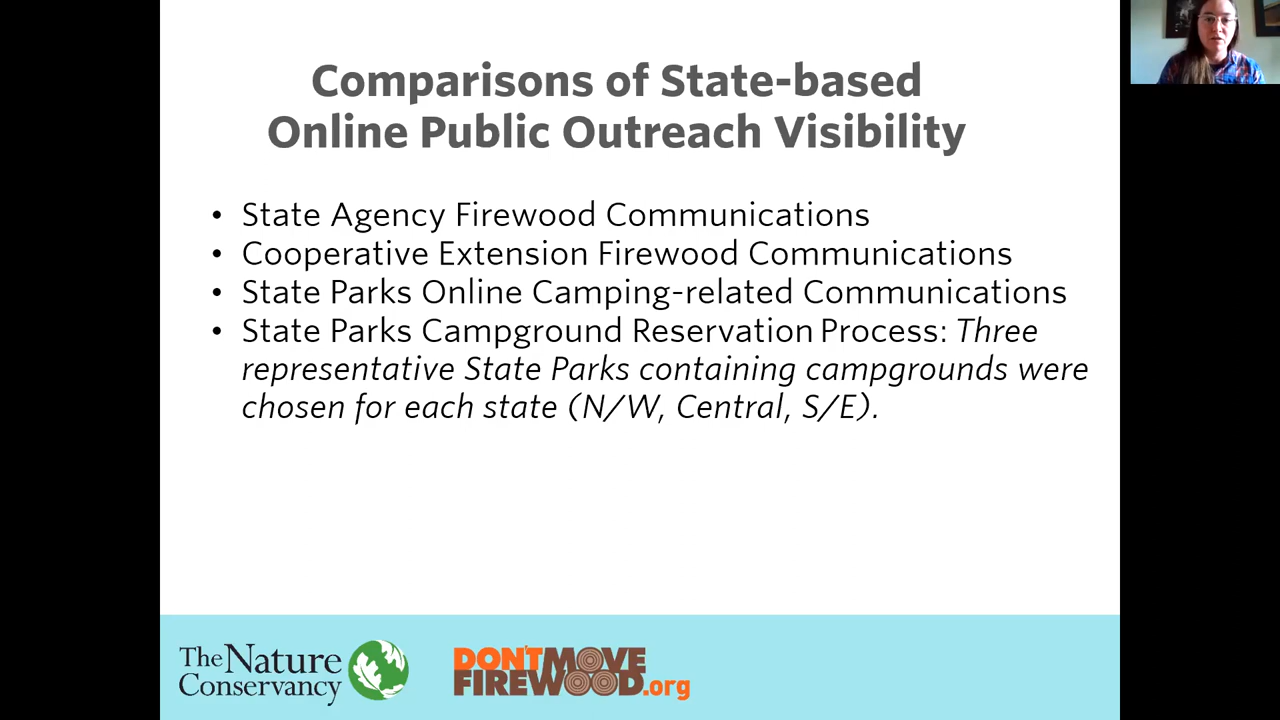 Comparisons of State-based
Online Public Outreach Visibility
• State Agency Firewood Communications
• Cooperative Extension Firewood Communications
• State Parks Online Camping-related Communications
• State Parks Campground Reservation Process: Three
representative State Parks containing campgrounds were
chosen for each state (N/W, Central, S/E).
The Nature
Conservancy
DON'T MOVE
FIREWOOD.org